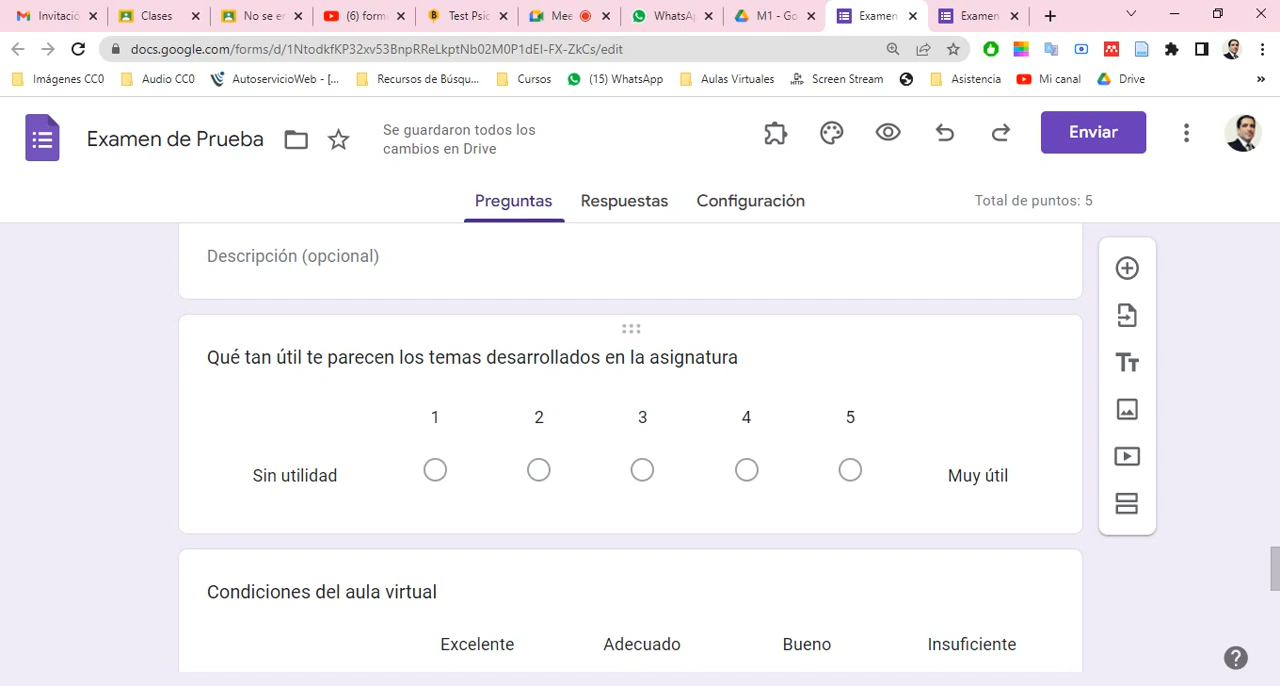 Invitació
Clases
No se en
(6) form
Test Psic
Mee
WhatsA
M1 - Go
Examen
Examen
docs.google.com/forms/d/1NtodkfKP32xv53BnpRReLkptNb02M0P1dEI-FX-ZkCs/edit
Imágenes CC0
Audio CC0
AutoservicioWeb - [...
Recursos de Búsqu...
Cursos
(15) WhatsApp
Aulas Virtuales
HTTP
Screen Stream
Asistencia
Mi canal
Drive
»
Examen de Prueba
Se guardaron todos los
cambios en Drive
Enviar
Preguntas Respuestas Configuración
Total de puntos: 5
Descripción (opcional)
Qué tan útil te parecen los temas desarrollados en la asignatura
1 2 3 4 5
Sin utilidad Muy útil
Condiciones del aula virtual
Excelente Adecuado Bueno Insuficiente